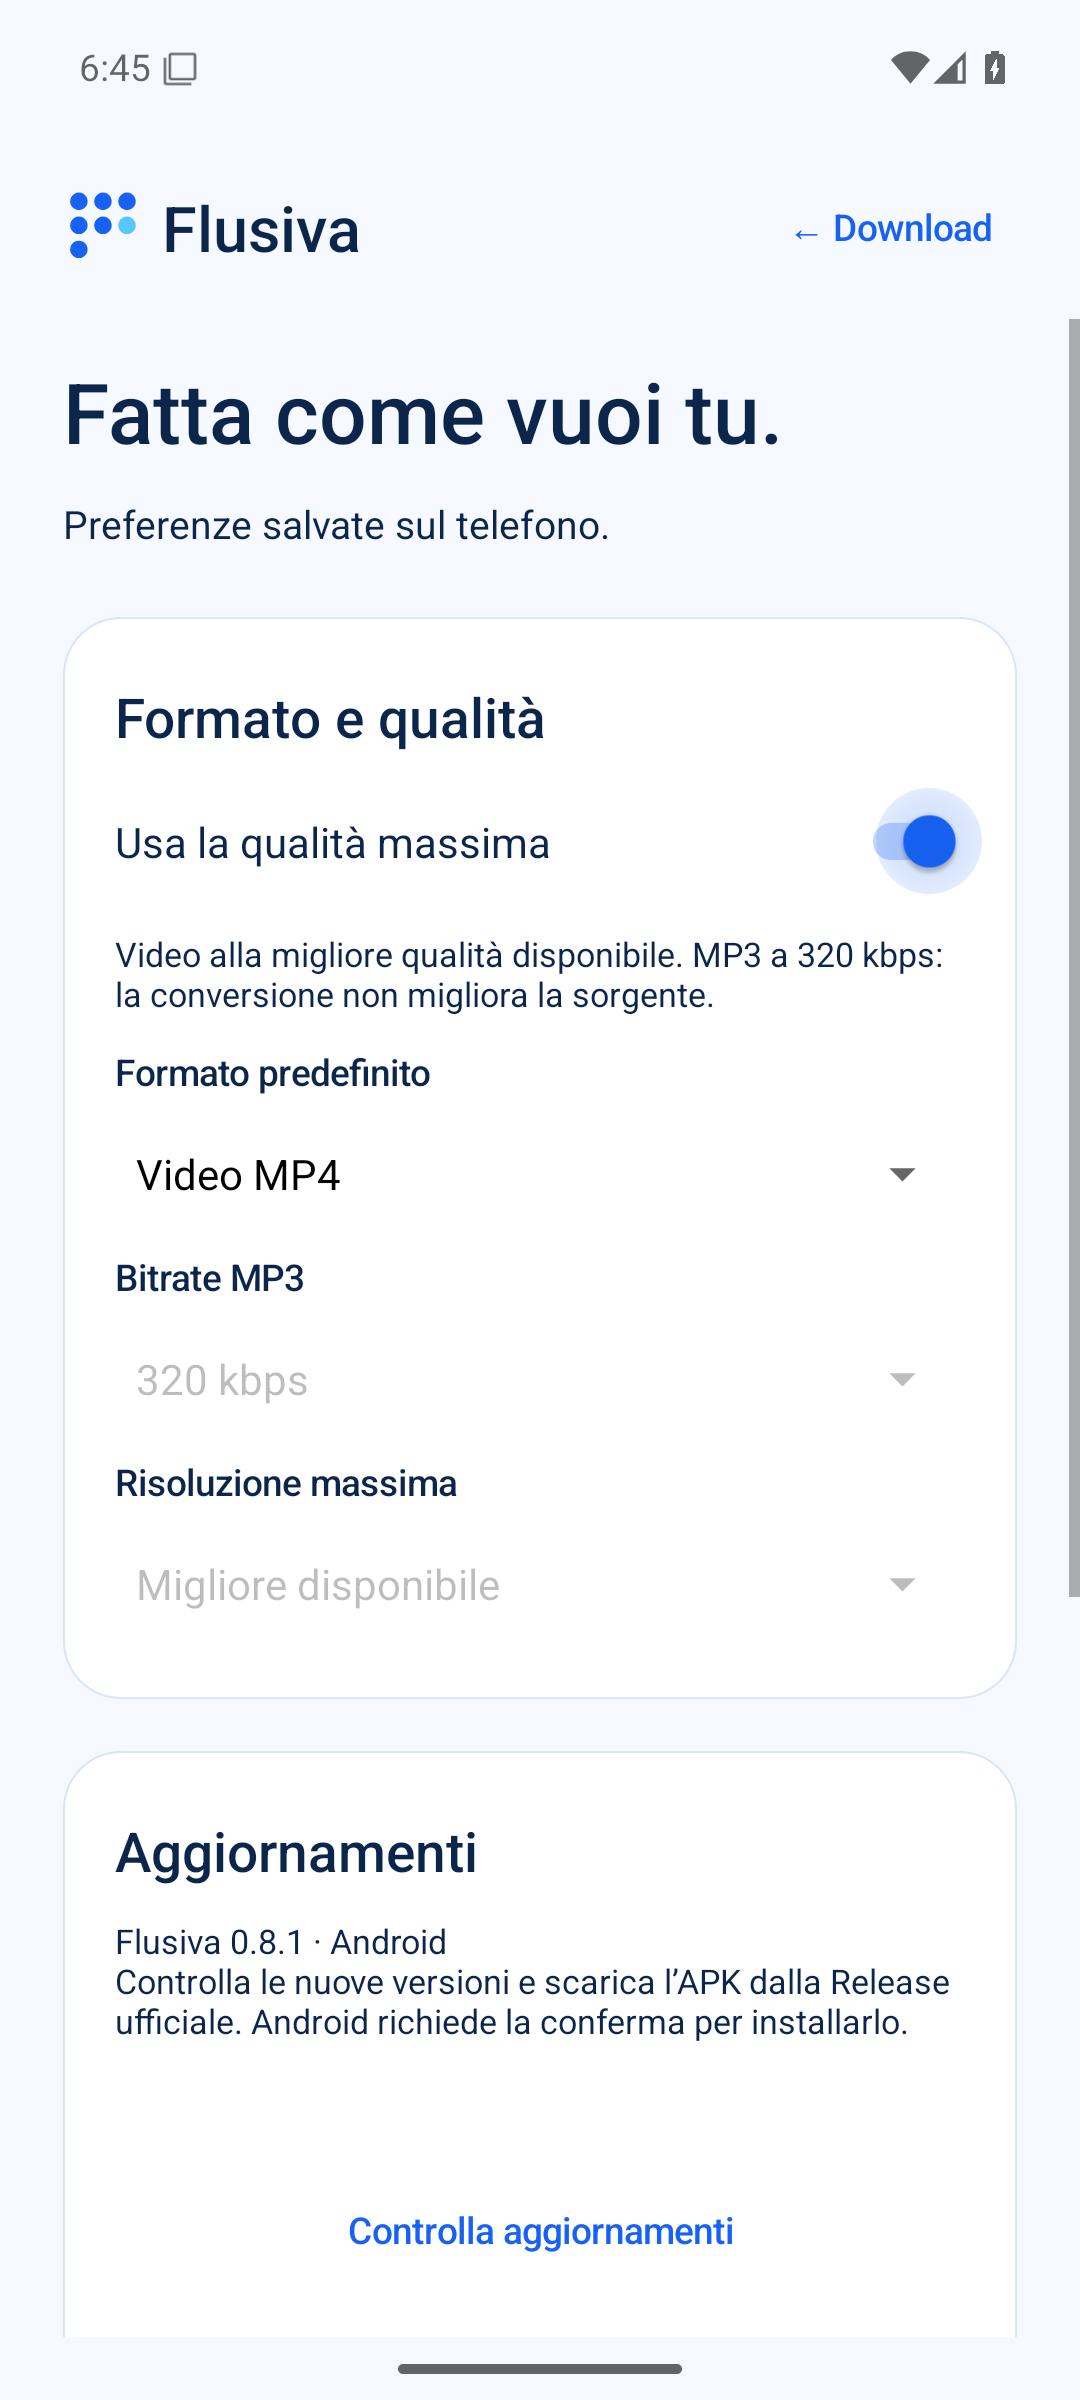 6:45
Flusiva
← Download
Fatta come vuoi tu.
Preferenze salvate sul telefono.
Formato e qualità
Usa la qualità massima
Video alla migliore qualità disponibile. MP3 a 320 kbps:
la conversione non migliora la sorgente.
Formato predefinito
Video MP4
Bitrate MP3
320 kbps
Risoluzione massima
Migliore disponibile
Aggiornamenti
Flusiva 0.8.1 · Android
Controlla le nuove versioni e scarica l’APK dalla Release
ufficiale. Android richiede la conferma per installarlo.
Controlla aggiornamenti